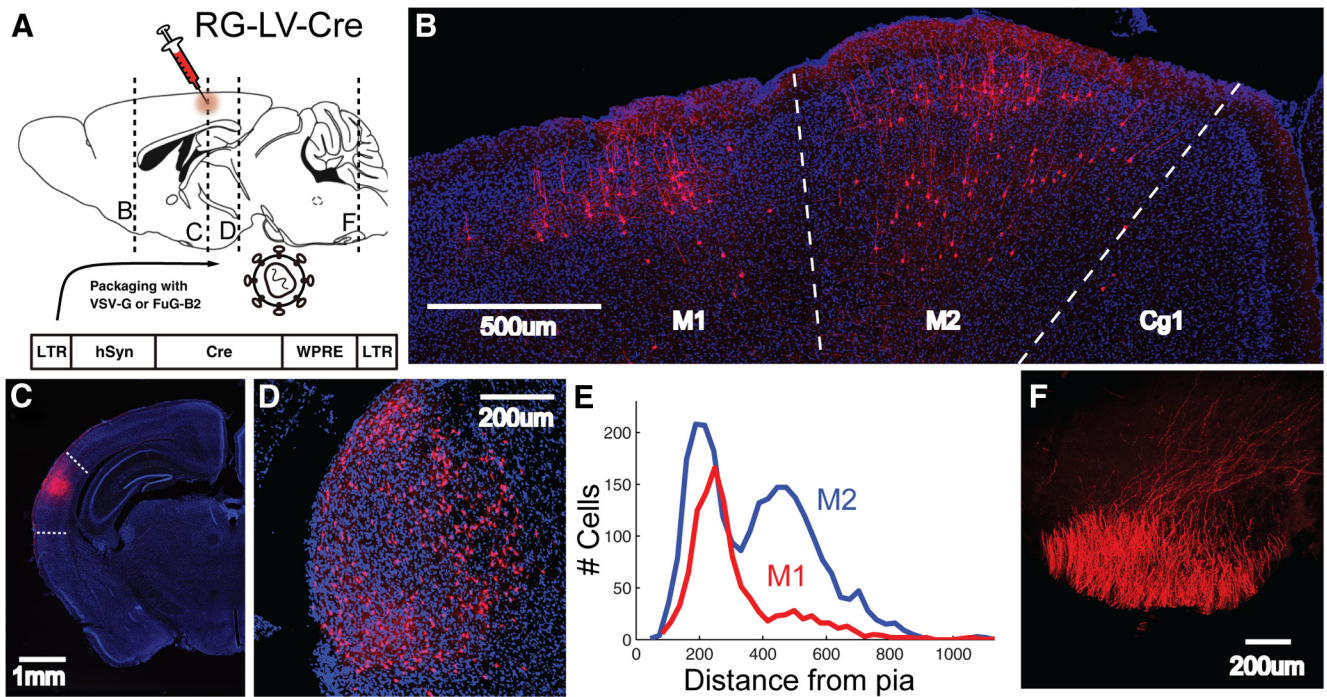 A
RG-LV-Cre
B
C
D
F
Packaging with
VSV-G or FuG-B2
LTR
hSyn
Cre
WPRE
LTR
B
500um
M1
M2
Cg1
C
1mm
D
200um
E
# Cells
200
150
100
50
0
M2
M1
0
200
400
600
800
1000
Distance from pia
F
200um